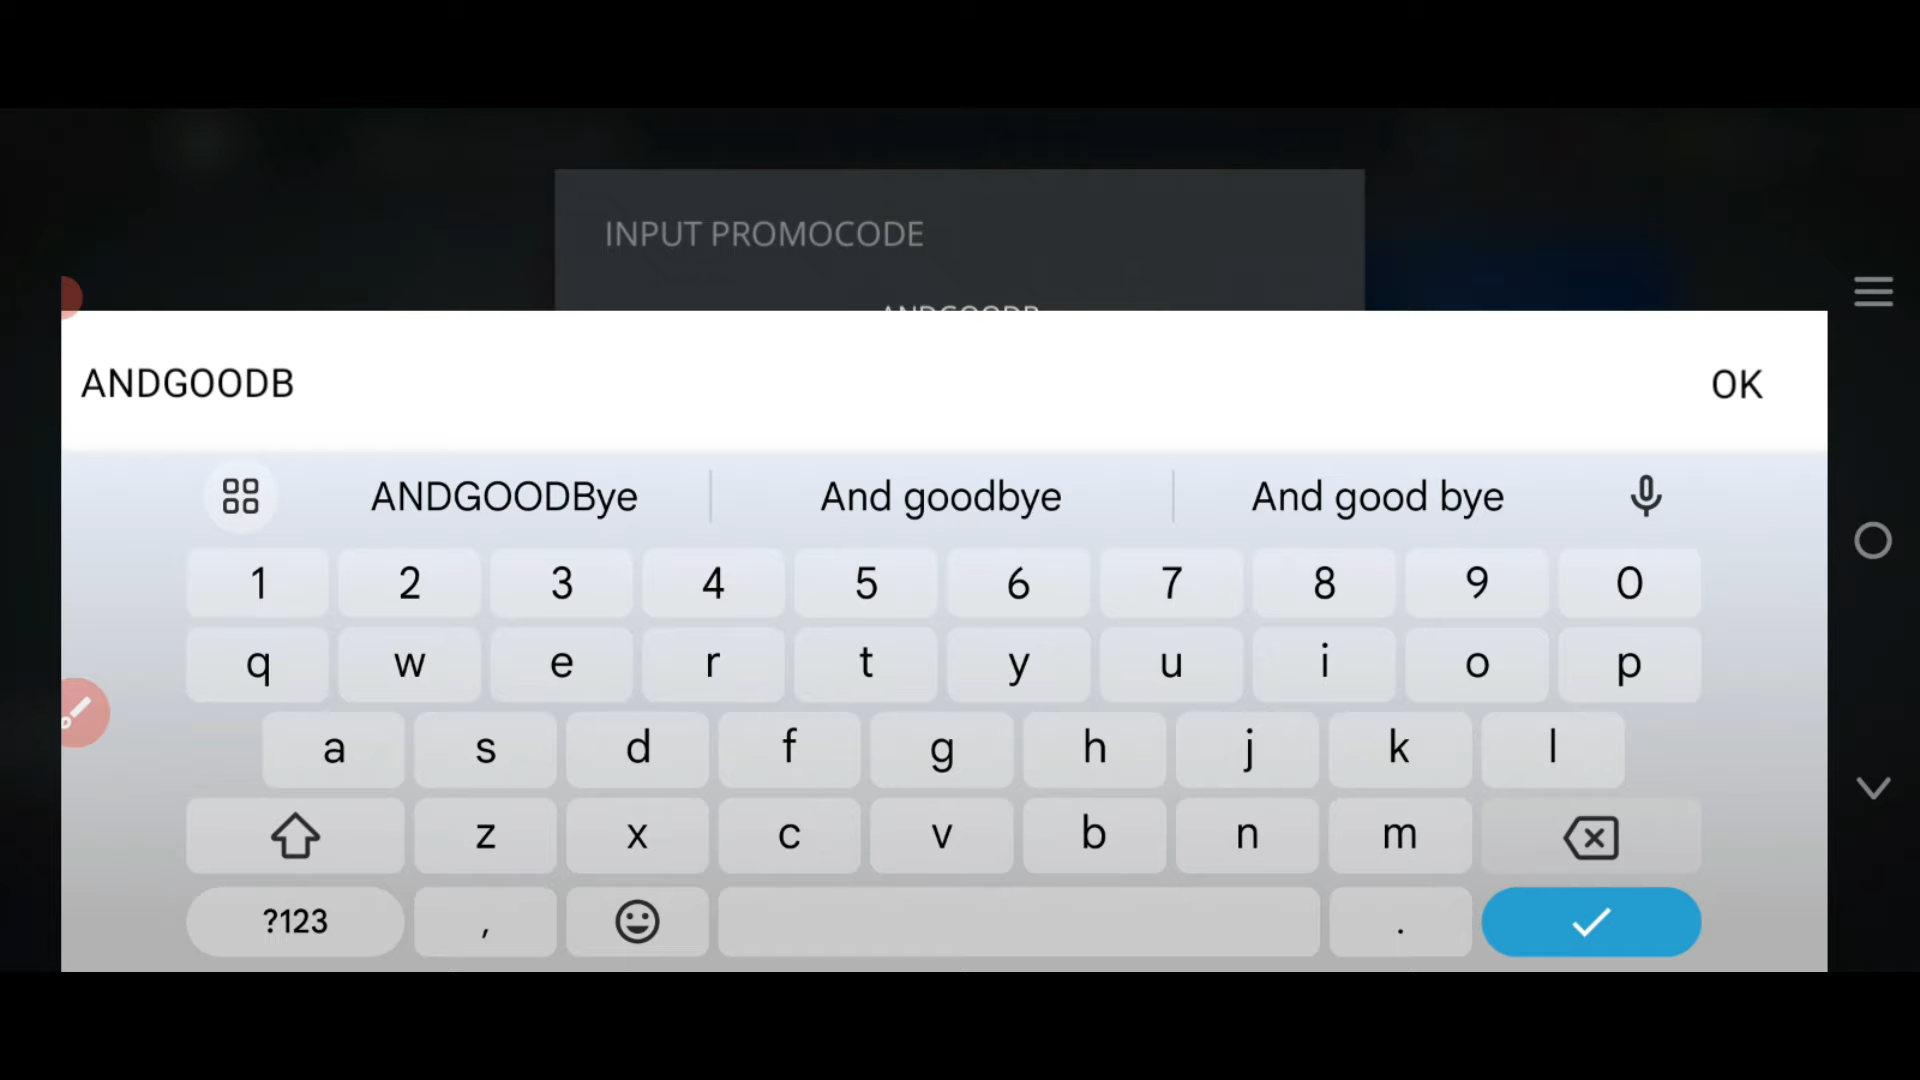 INPUT PROMOCODE
ANDGOODB
ANDGOODB
OK
ANDGOODBye
And goodbye
And good bye
1 2 3 4 5 6 7 8 9 0
q w e r t y u i o p
a s d f g h j k l
z x c v b n m
?123 , .